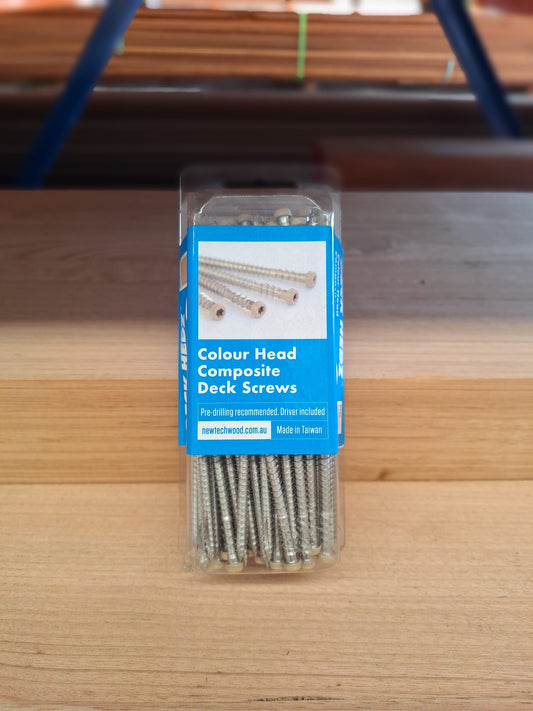 Colour Head
Composite
Deck Screws
Pre-drilling recommended. Driver included
newtechwood.com.au
Made in Taiwan